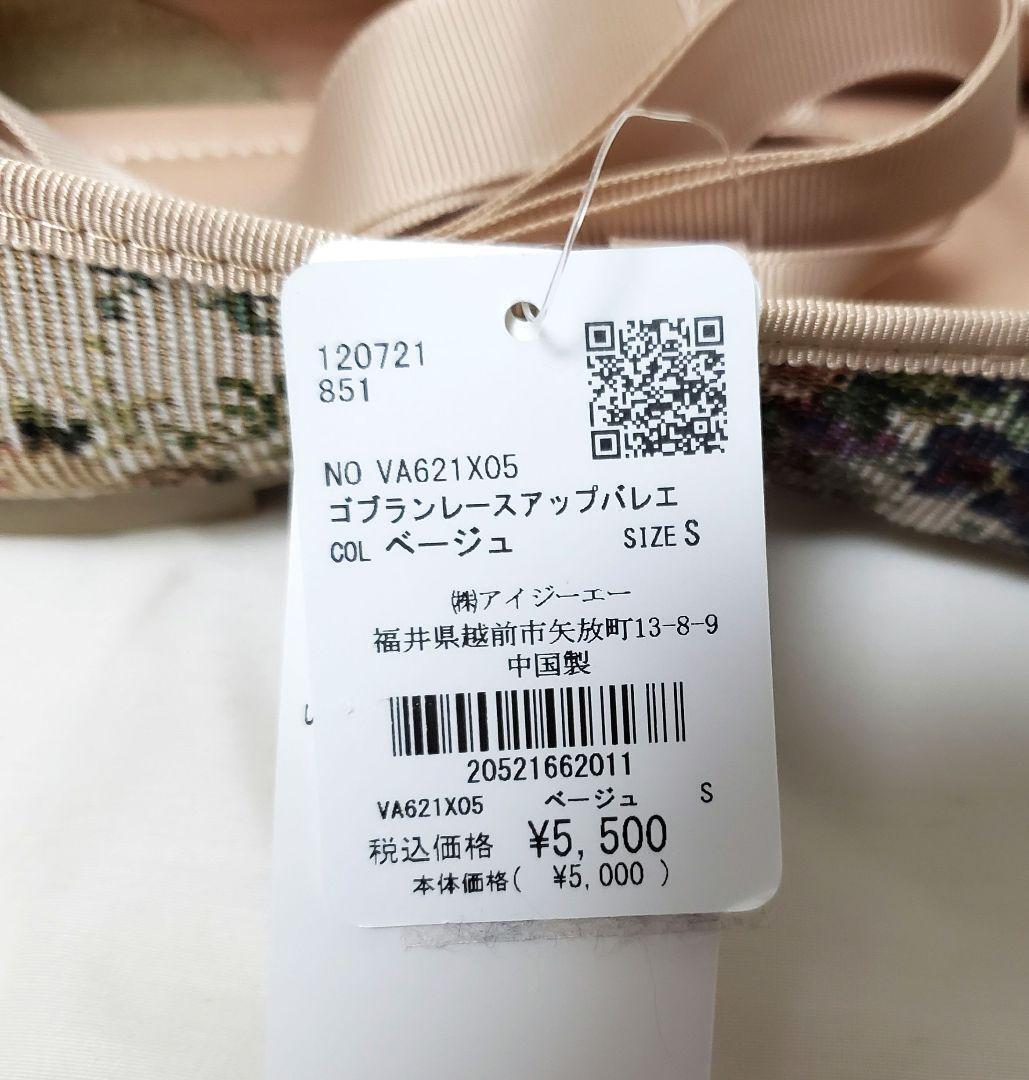 120721
851
NO VA621X05
ゴブランレースアップバレエ
COL ベージュ SIZE S
㈱アイジーエー
福井県越前市矢放町13-8-9
中国製
20521662011
VA621X05 ベージュ S
税込価格 ¥5,500
本体価格( ¥5,000 )